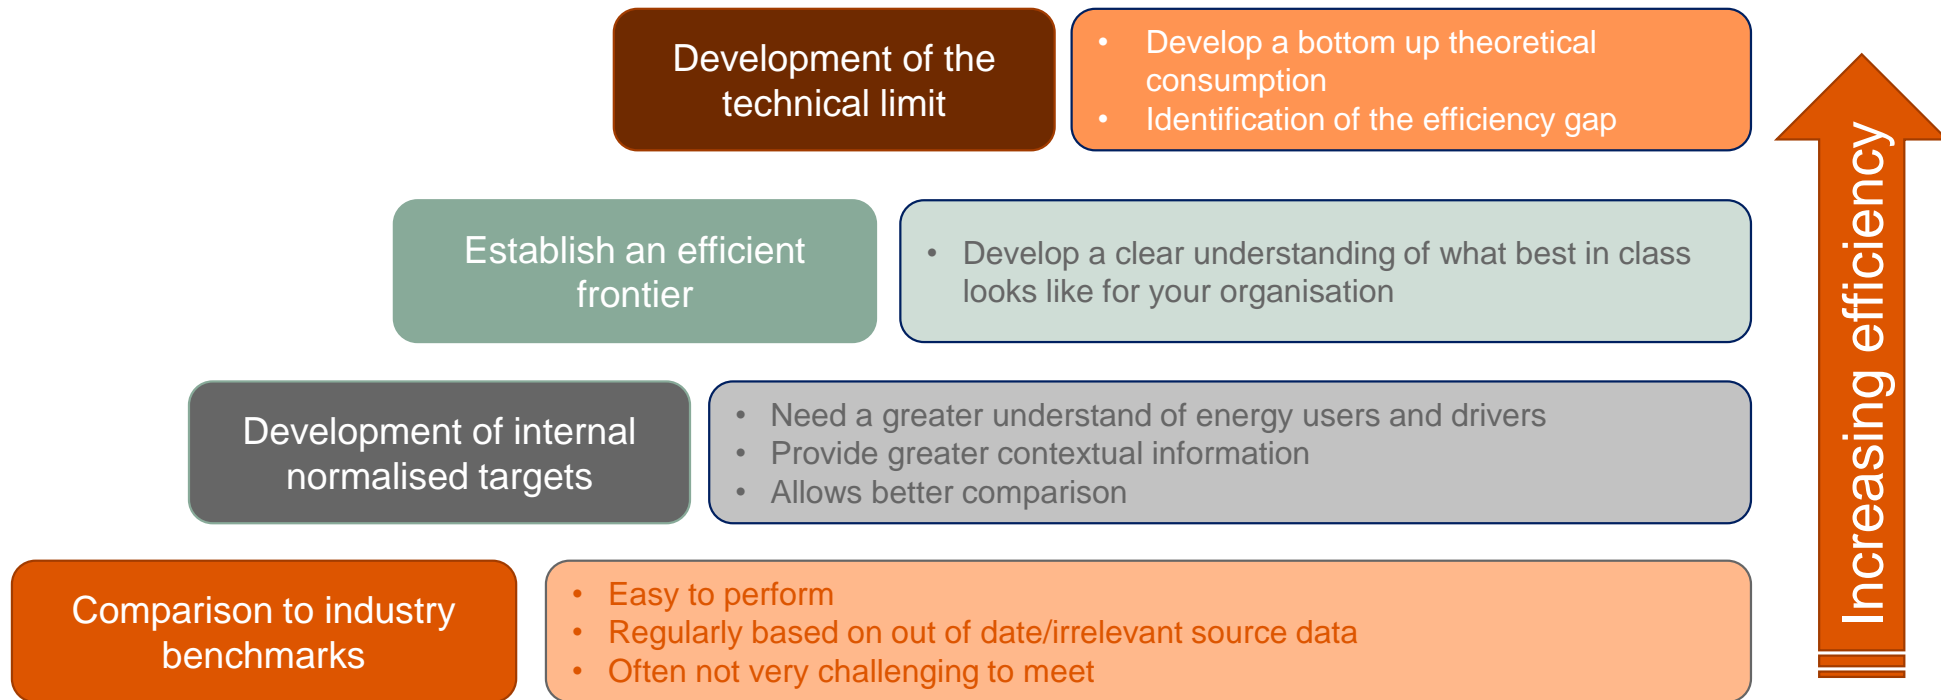 Development of the
technical limit
• Develop a bottom up theoretical
consumption
• Identification of the efficiency gap
Establish an efficient
frontier
• Develop a clear understanding of what best in class
looks like for your organisation
Development of internal
normalised targets
• Need a greater understand of energy users and drivers
• Provide greater contextual information
• Allows better comparison
Comparison to industry
benchmarks
• Easy to perform
• Regularly based on out of date/irrelevant source data
• Often not very challenging to meet
Increasing efficiency